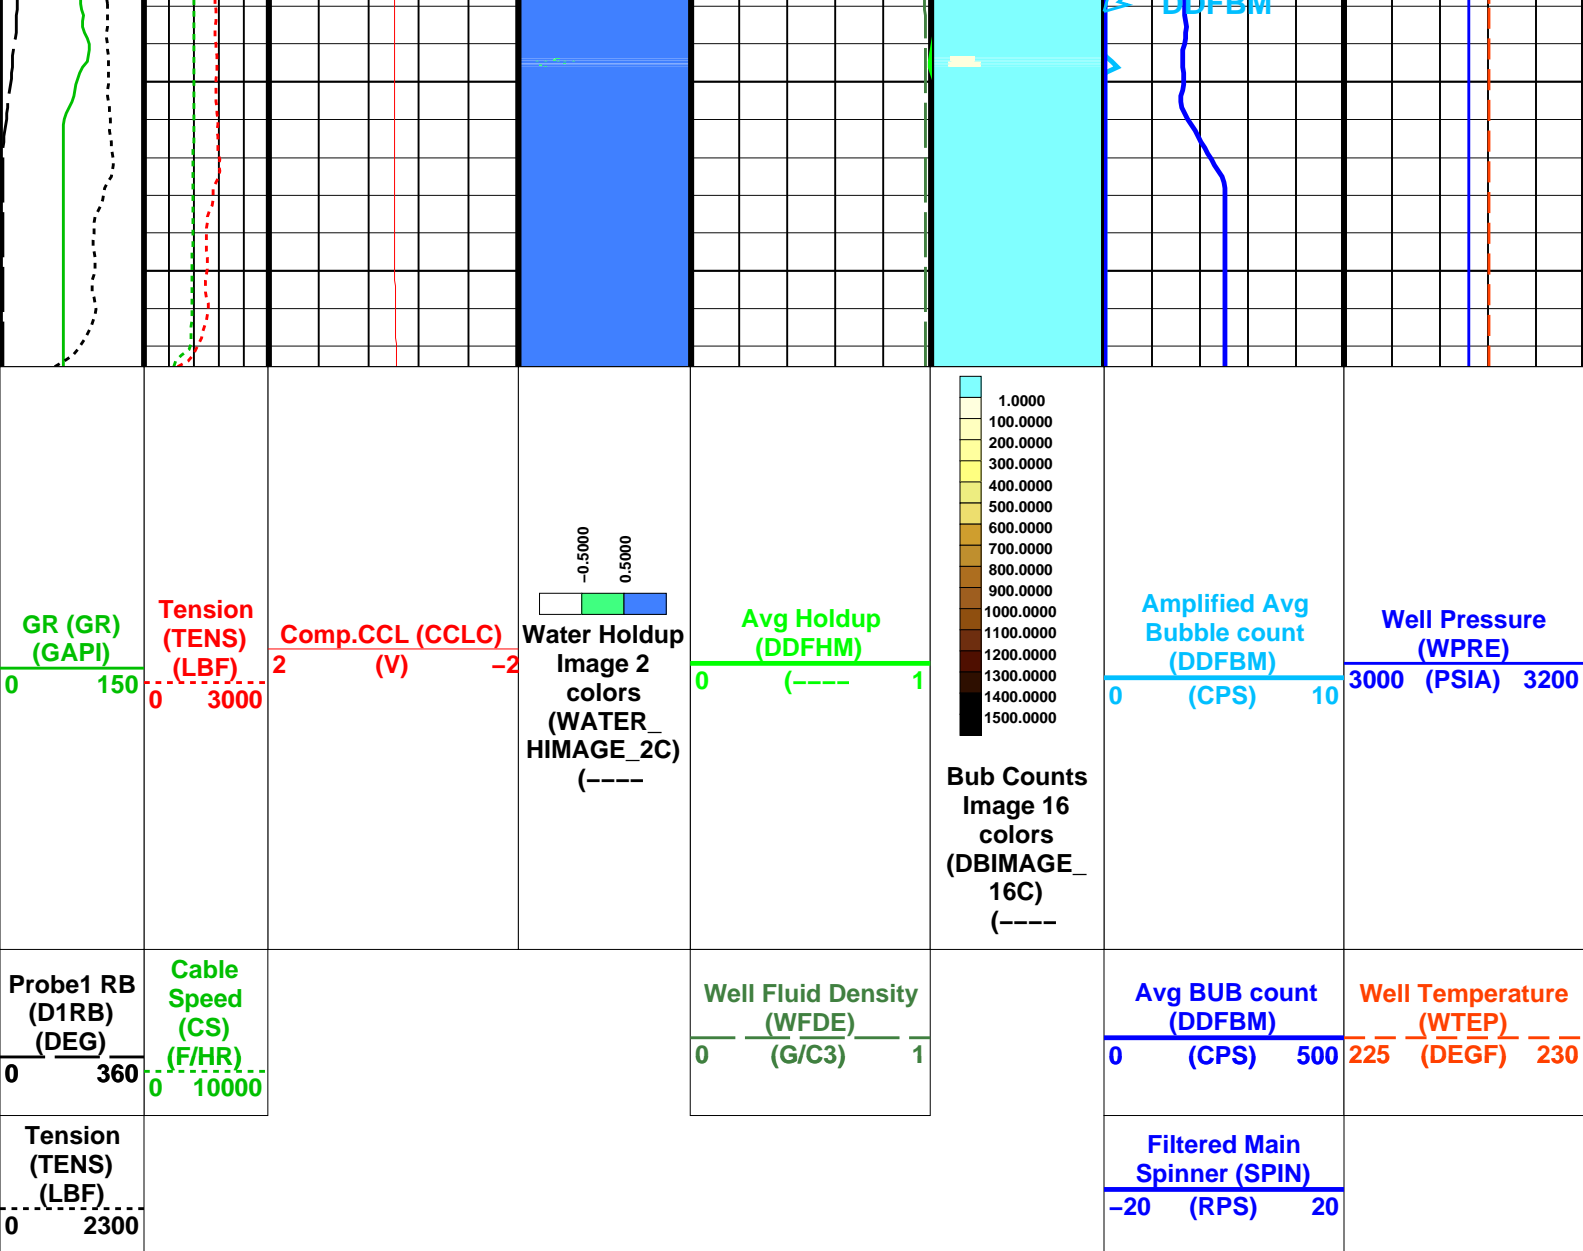 DDFBM
GR (GR)
(GAPI)
0 150
Tension
(TENS)
(LBF)
0 3000
Comp.CCL (CCLC)
2 (V) −2
−0.5000
0.5000
Water Holdup
Image 2
colors
(WATER_
HIMAGE_2C)
(−−−−
Avg Holdup
(DDFHM)
0 (−−−− 1
1.0000
100.0000
200.0000
300.0000
400.0000
500.0000
600.0000
700.0000
800.0000
900.0000
1000.0000
1100.0000
1200.0000
1300.0000
1400.0000
1500.0000
Bub Counts
Image 16
colors
(DBIMAGE_
16C)
(−−−−
Amplified Avg
Bubble count
(DDFBM)
0 (CPS) 10
Well Pressure
(WPRE)
3000 (PSIA) 3200
Probe1 RB
(D1RB)
(DEG)
0 360
Cable
Speed
(CS)
(F/HR)
0 10000
Well Fluid Density
(WFDE)
0 (G/C3) 1
Avg BUB count
(DDFBM)
0 (CPS) 500
Well Temperature
(WTEP)
225 (DEGF) 230
Tension
(TENS)
(LBF)
0 2300
Filtered Main
Spinner (SPIN)
−20 (RPS) 20